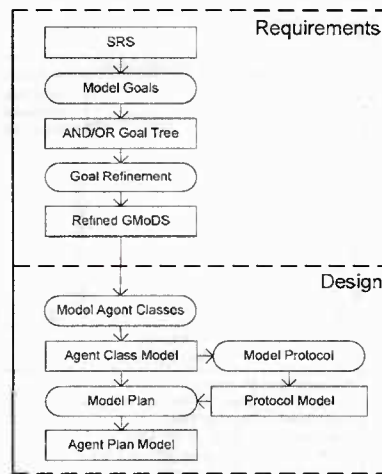 Requirements
SRS
Model Goals
AND/OR Goal Tree
Goal Refinement
Refined GMoDS
Design
Model Agent Classes
Agent Class Model
Model Protocol
Model Plan
Protocol Model
Agent Plan Model